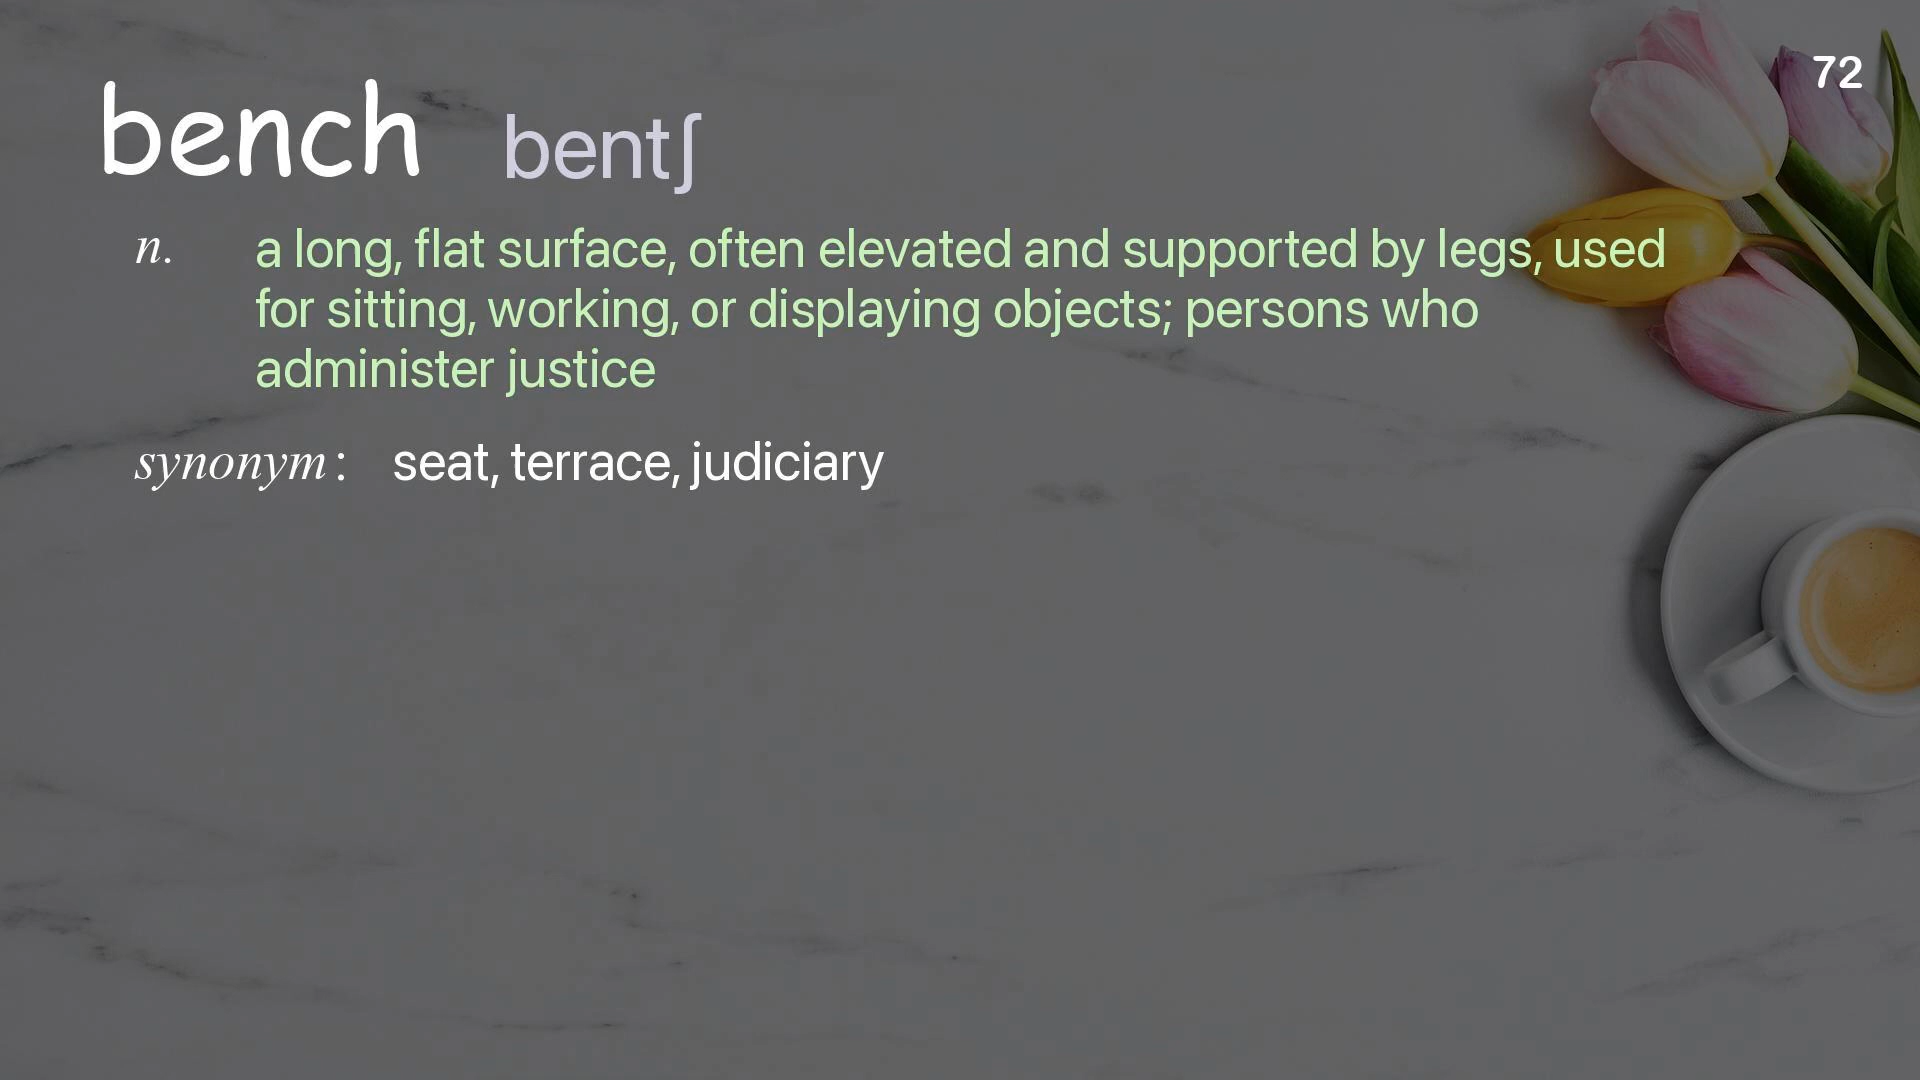 72
bench bentʃ
n. a long, flat surface, often elevated and supported by legs, used
for sitting, working, or displaying objects; persons who
administer justice
synonym: seat, terrace, judiciary